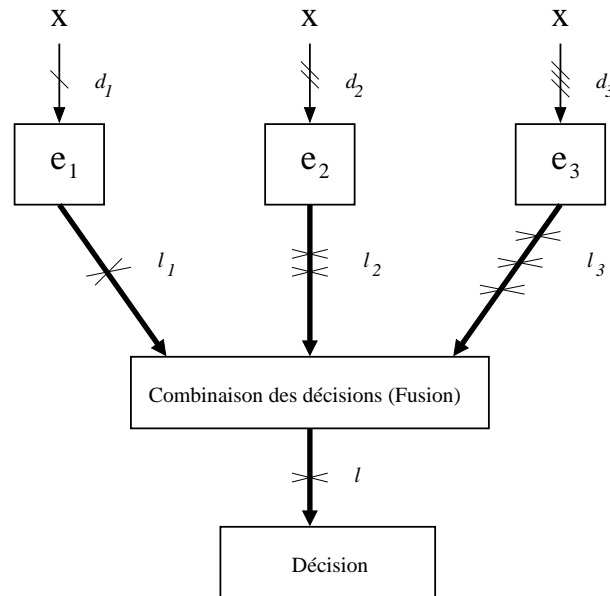 x x x
d1 d2 d3
e1 e2 e3
l1 l2 l3
Combinaison des décisions (Fusion)
l
Décision